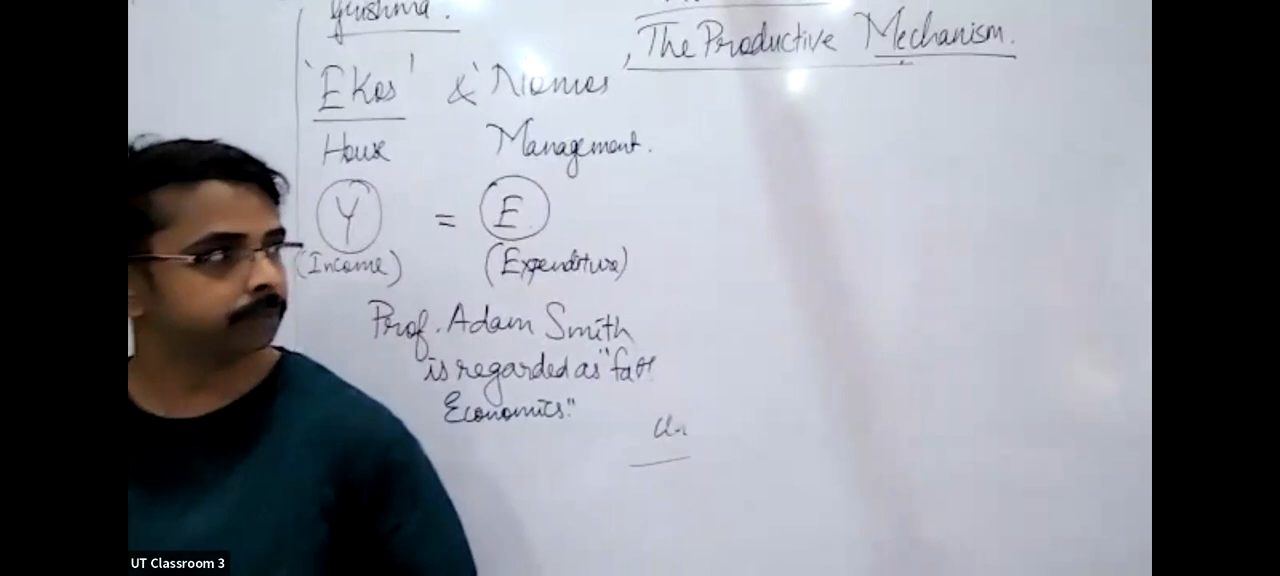 The Productive Mechanism.
'Ekos' & 'Nomos
House Management.
Y = E
(Income) (Expenditure)
Prof. Adam Smith
is regarded as "fat
Economics."
UT Classroom 3